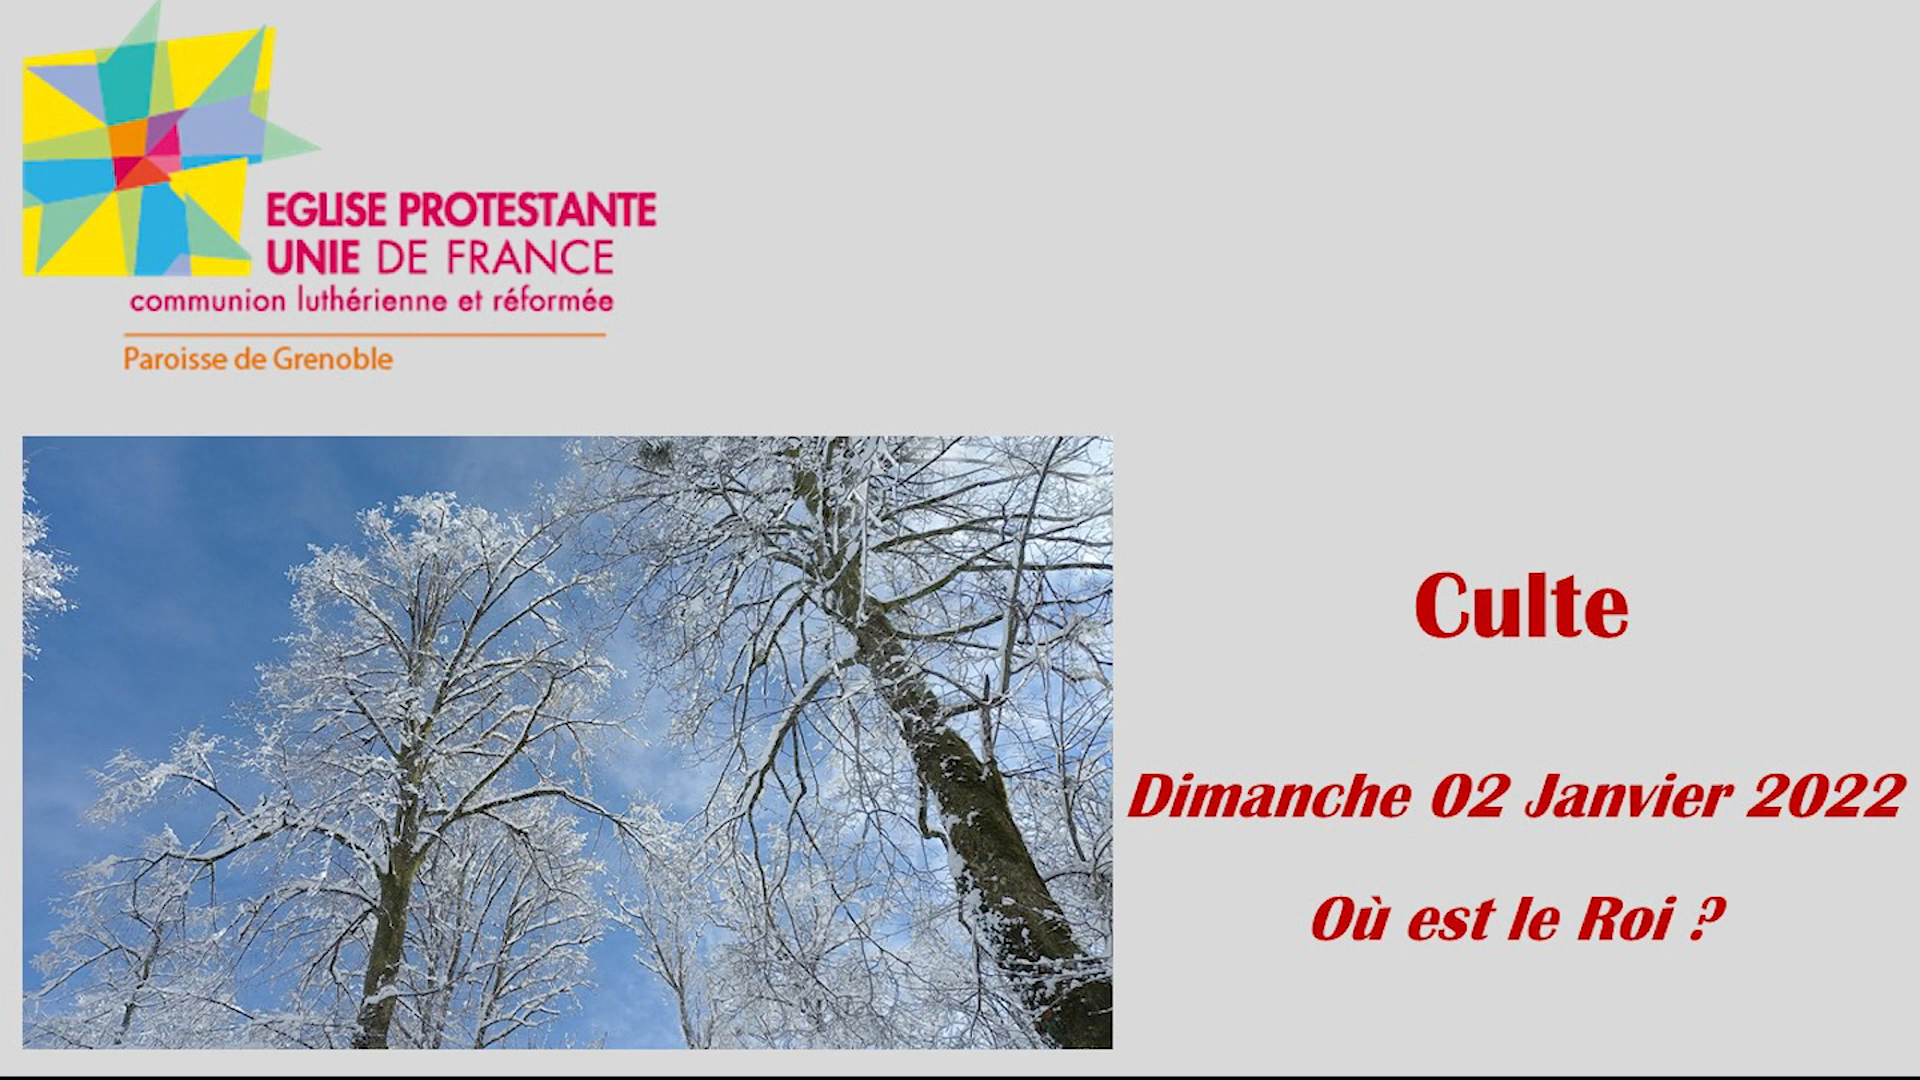 EGLISE PROTESTANTE
UNIE DE FRANCE
communion luthérienne et réformée
Paroisse de Grenoble
Culte
Dimanche 02 Janvier 2022
Où est le Roi ?